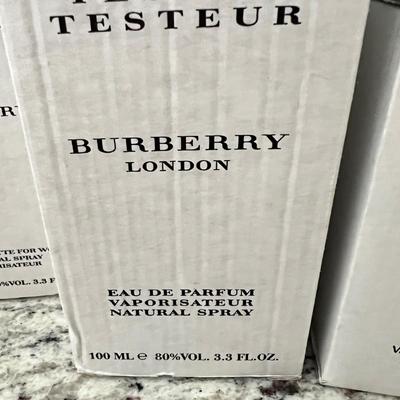 TESTEUR
BURBERRY
LONDON
EAU DE PARFUM
VAPORISATEUR
NATURAL SPRAY
100 ML ℮ 80%VOL. 3.3 FL.OZ.